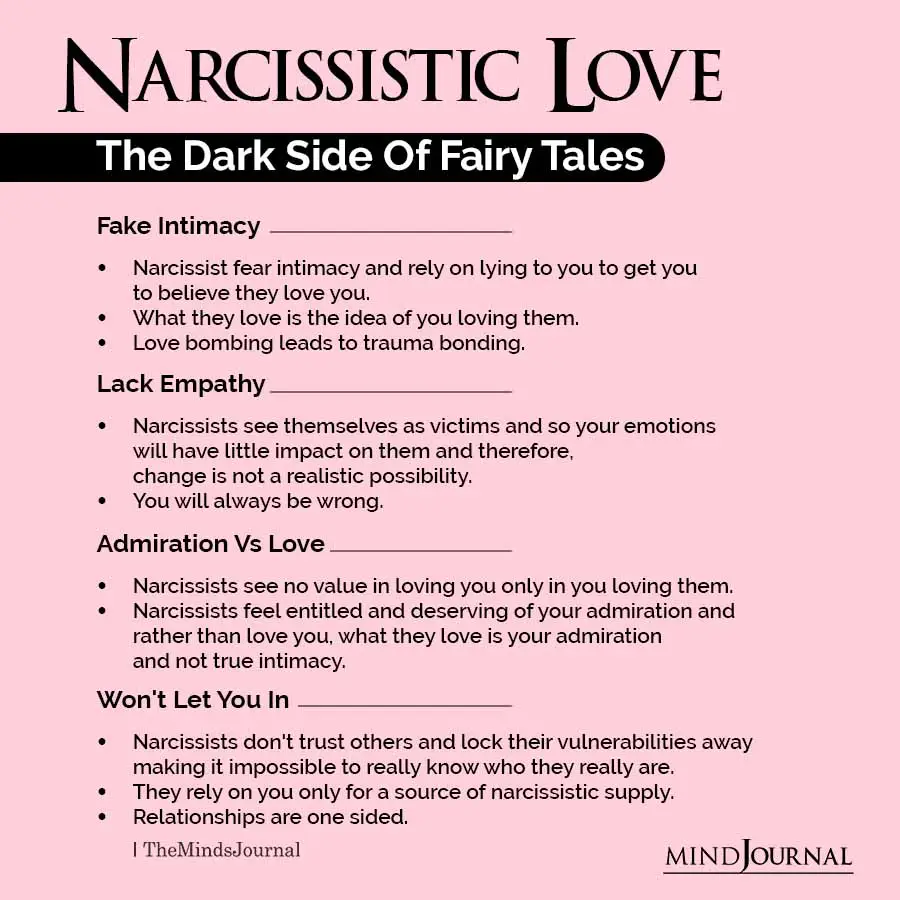 NARCISSISTIC LOVE
The Dark Side Of Fairy Tales
Fake Intimacy
• Narcissist fear intimacy and rely on lying to you to get you
to believe they love you.
• What they love is the idea of you loving them.
• Love bombing leads to trauma bonding.
Lack Empathy
• Narcissists see themselves as victims and so your emotions
will have little impact on them and therefore,
change is not a realistic possibility.
• You will always be wrong.
Admiration Vs Love
• Narcissists see no value in loving you only in you loving them.
• Narcissists feel entitled and deserving of your admiration and
rather than love you, what they love is your admiration
and not true intimacy.
Won't Let You In
• Narcissists don't trust others and lock their vulnerabilities away
making it impossible to really know who they really are.
• They rely on you only for a source of narcissistic supply.
• Relationships are one sided.
| TheMindsJournal
MINDJOURNAL